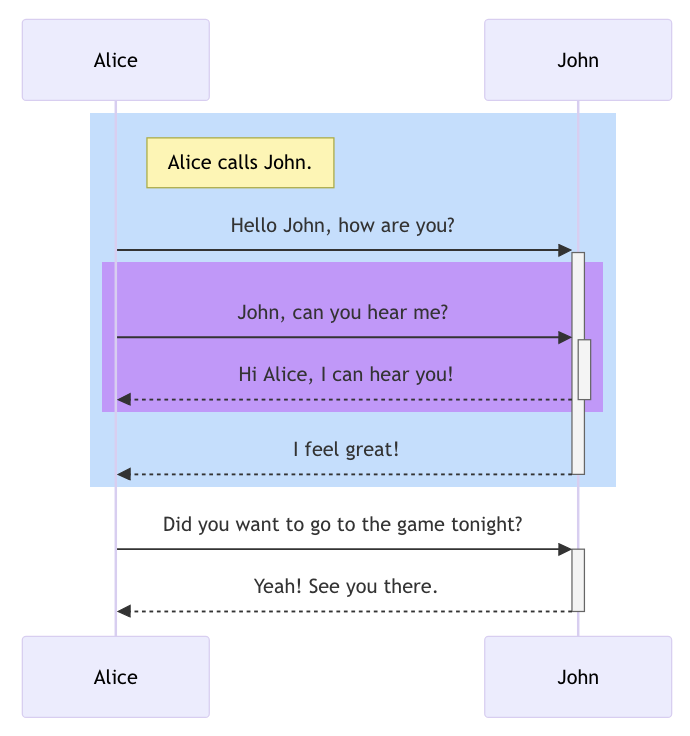 Alice
John
Alice calls John.
Hello John, how are you?
John, can you hear me?
Hi Alice, I can hear you!
I feel great!
Did you want to go to the game tonight?
Yeah! See you there.
Alice
John